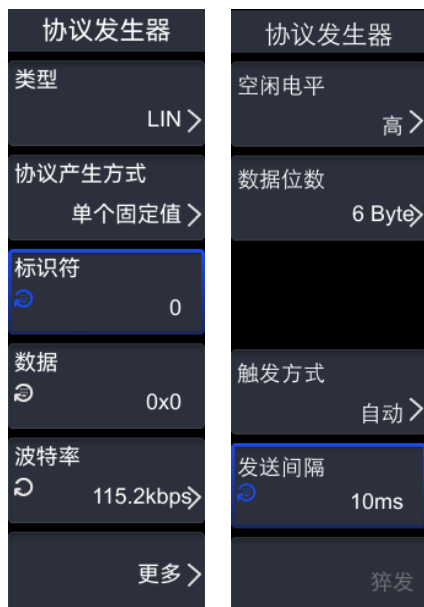 协议发生器
类型
LIN
协议产生方式
单个固定值
标识符
0
数据
0x0
波特率
115.2kbps
更多
协议发生器
空闲电平
高
数据位数
6 Byte
触发方式
自动
发送间隔
10ms
猝发